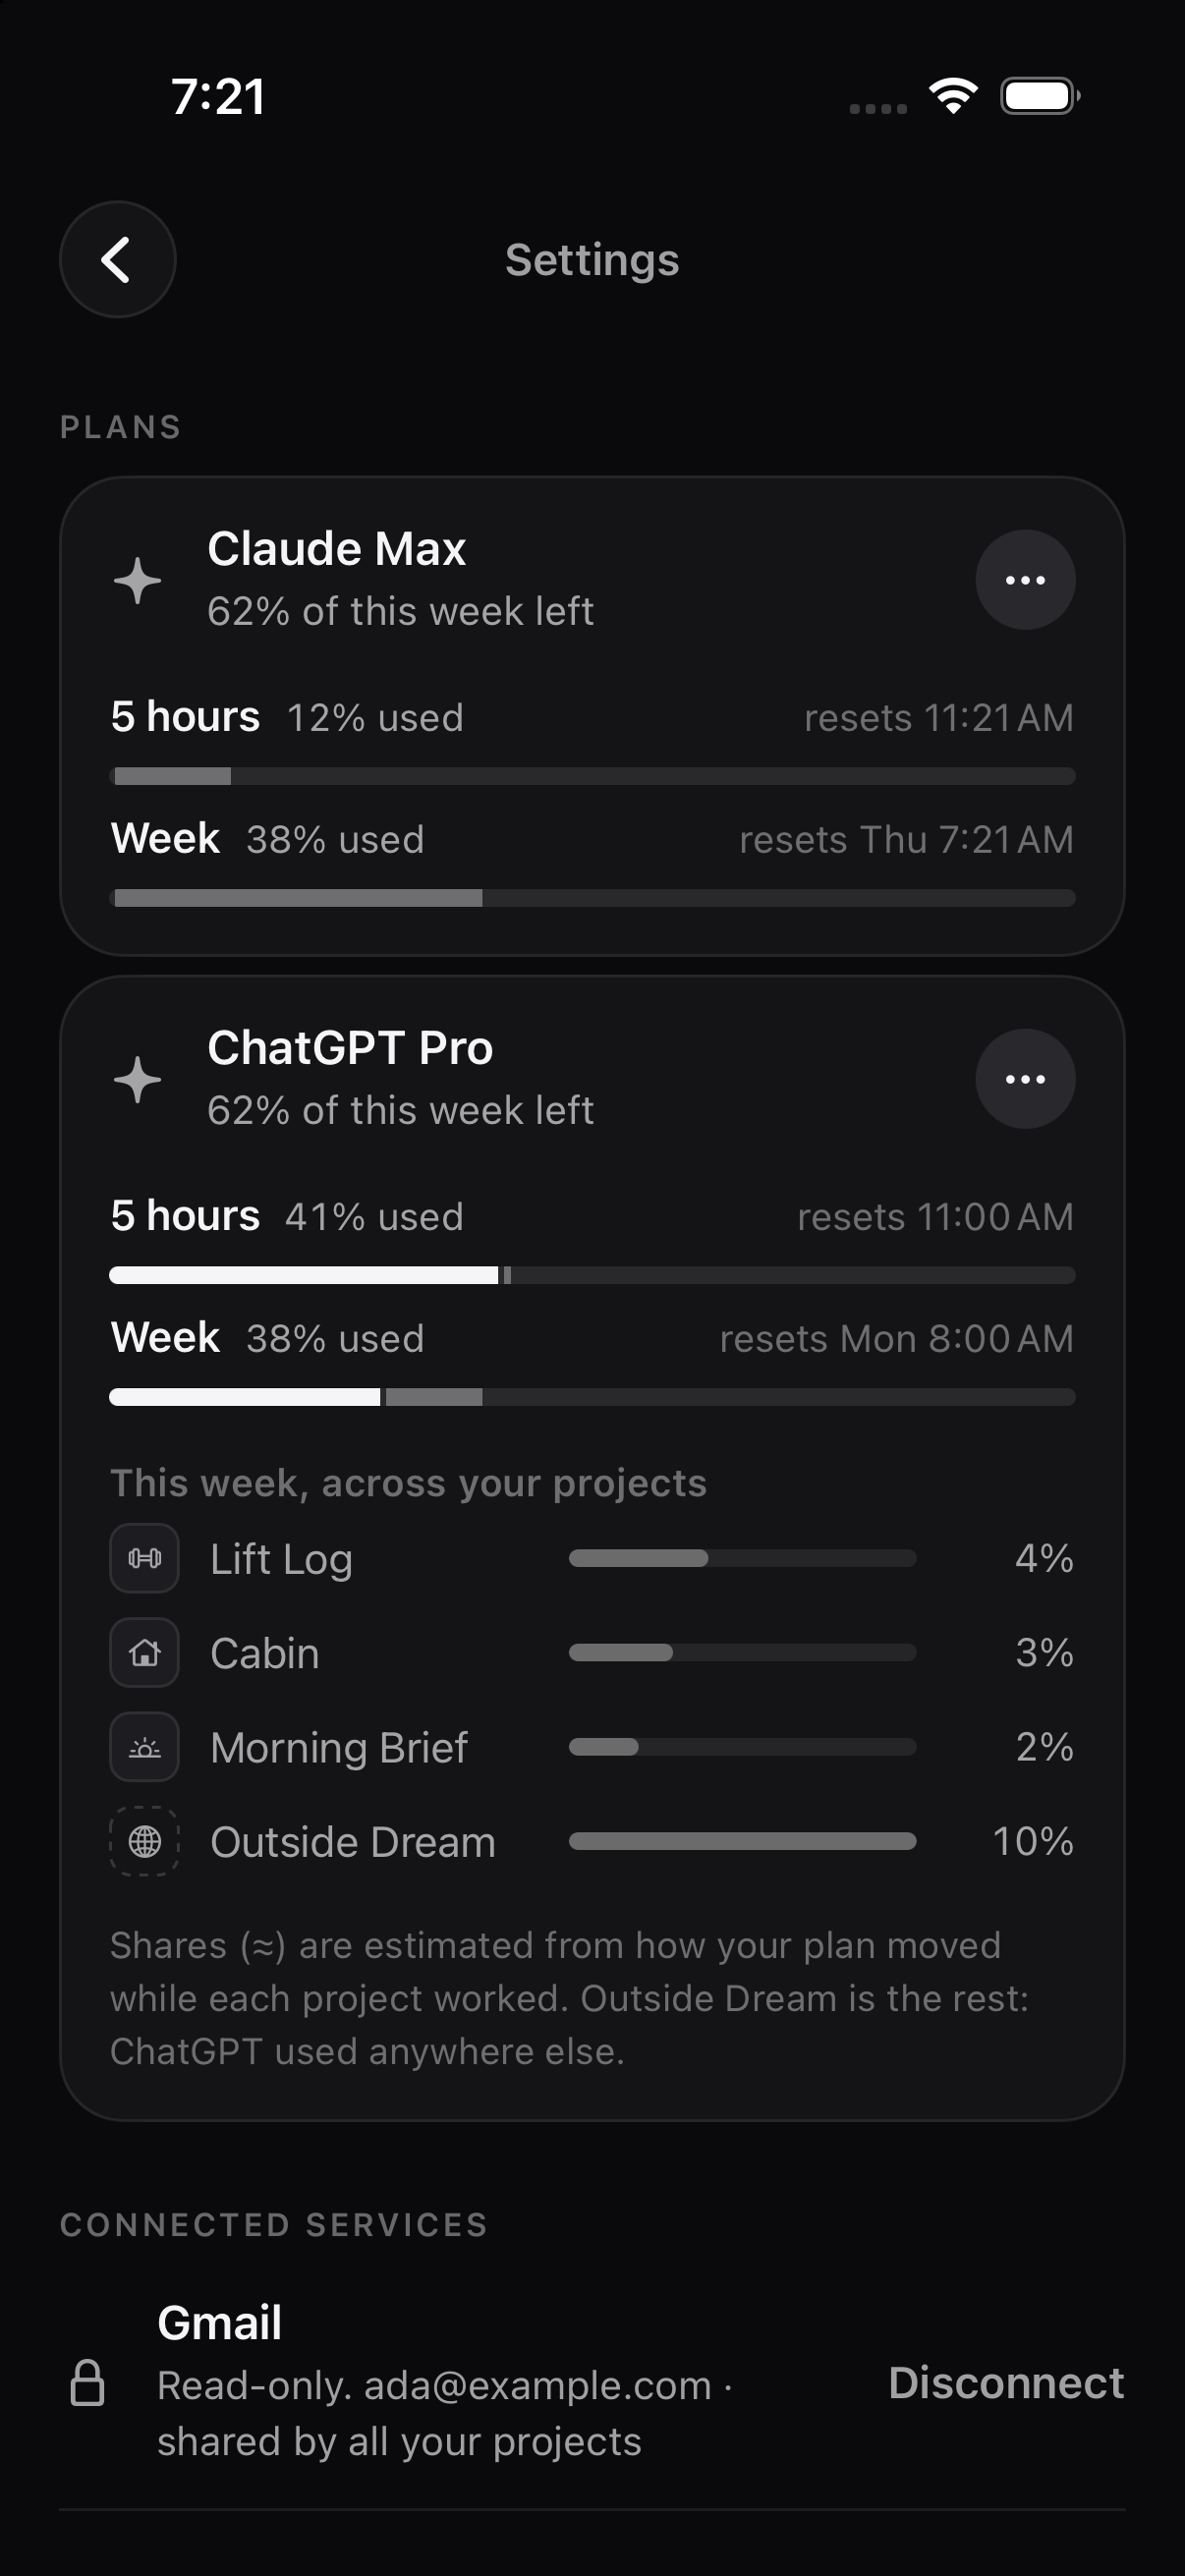 7:21
Settings
PLANS
Claude Max
62% of this week left
5 hours 12% used resets 11:21 AM
Week 38% used resets Thu 7:21 AM
ChatGPT Pro
62% of this week left
5 hours 41% used resets 11:00 AM
Week 38% used resets Mon 8:00 AM
This week, across your projects
Lift Log 4%
Cabin 3%
Morning Brief 2%
Outside Dream 10%
Shares (≈) are estimated from how your plan moved
while each project worked. Outside Dream is the rest:
ChatGPT used anywhere else.
CONNECTED SERVICES
Gmail
Read-only. ada@example.com ·
shared by all your projects
Disconnect